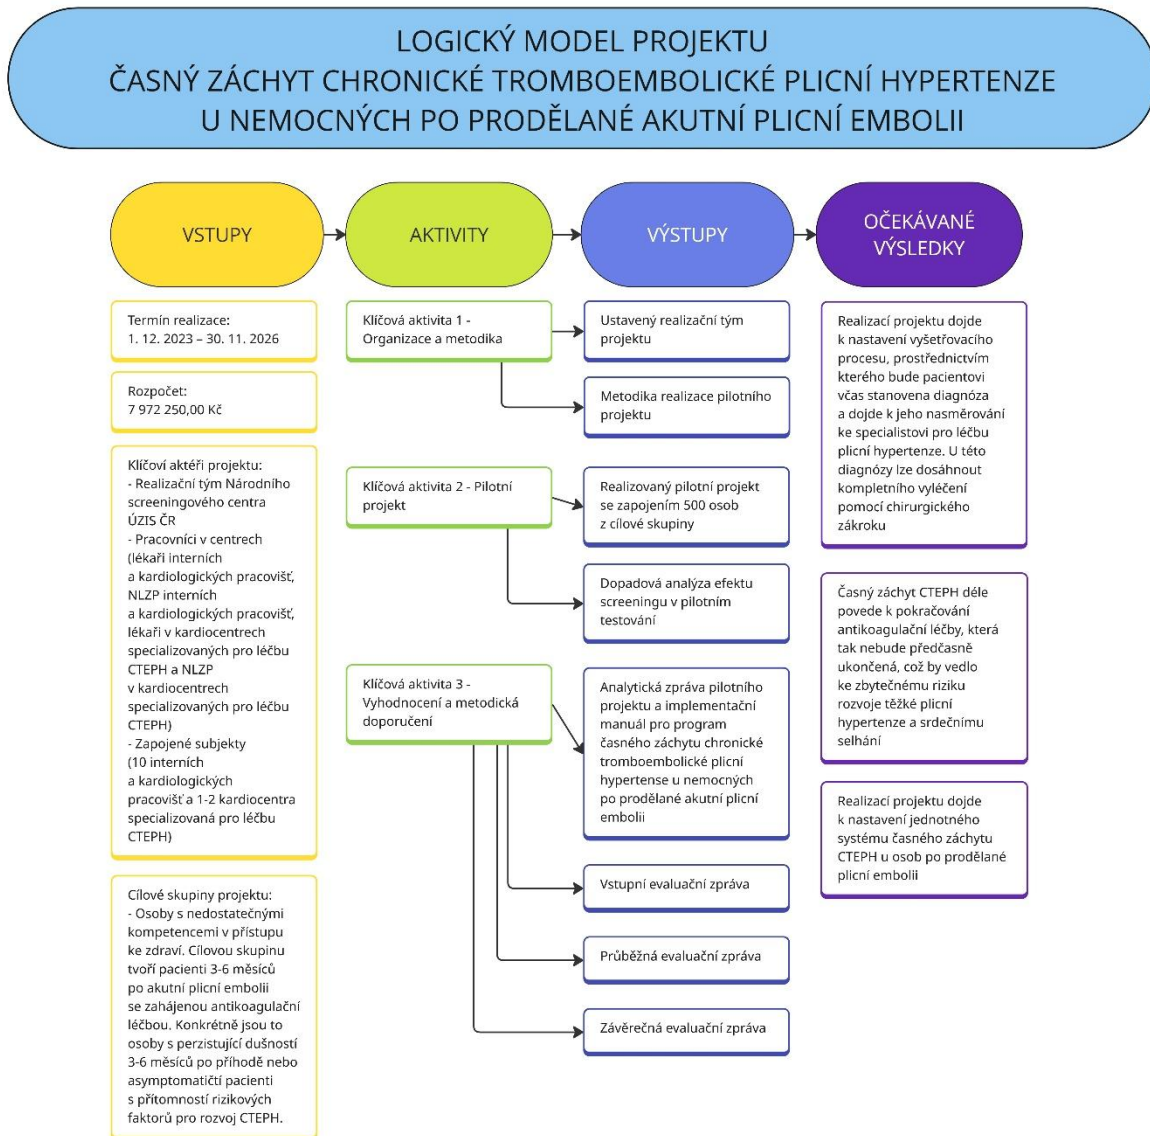 LOGICKÝ MODEL PROJEKTU
ČASNÝ ZÁCHYT CHRONICKÉ TROMBOEMBOLICKÉ PLICNÍ HYPERTENZE
U NEMOCNÝCH PO PRODĚLANÉ AKUTNÍ PLICNÍ EMBOLII
VSTUPY
AKTIVITY
VÝSTUPY
OČEKÁVANÉ
VÝSLEDKY
Termín realizace:
1. 12. 2023 – 30. 11. 2026
Rozpočet:
7 972 250,00 Kč
Klíčoví aktéři projektu:
- Realizační tým Národního
screeningového centra
ÚZIS ČR
- Pracovníci v centrech
(lékaři interních
a kardiologických pracovišť,
NLZP interních
a kardiologických pracovišť,
lékaři v kardiocentrech
specializovaných pro léčbu
CTEPH a NLZP
v kardiocentrech
specializovaných pro léčbu
CTEPH)
- Zapojené subjekty
(10 interních
a kardiologických
pracovišť a 1-2 kardiocentra
specializovaná pro léčbu
CTEPH)
Cílové skupiny projektu:
- Osoby s nedostatečnými
kompetencemi v přístupu
ke zdraví. Cílovou skupinu
tvoří pacienti 3-6 měsíců
po akutní plicní embolii
se zahájenou antikoagulační
léčbou. Konkrétně jsou to
osoby s perzistující dušností
3-6 měsíců po příhodě nebo
asymptomatičtí pacienti
s přítomností rizikových
faktorů pro rozvoj CTEPH.
Klíčová aktivita 1 -
Organizace a metodika
Klíčová aktivita 2 - Pilotní
projekt
Klíčová aktivita 3 -
Vyhodnocení a metodická
doporučení
Ustavený realizační tým
projektu
Metodika realizace pilotního
projektu
Realizovaný pilotní projekt
se zapojením 500 osob
z cílové skupiny
Dopadová analýza efektu
screeningu v pilotním
testování
Analytická zpráva pilotního
projektu a implementační
manuál pro program
časného záchytu chronické
tromboembolické plicní
hypertense u nemocných
po prodělané akutní plicní
embolii
Vstupní evaluační zpráva
Průběžná evaluační zpráva
Závěrečná evaluační zpráva
Realizací projektu dojde
k nastavení vyšetřovacího
procesu, prostřednictvím
kterého bude pacientovi
včas stanovena diagnóza
a dojde k jeho nasměrování
ke specialistovi pro léčbu
plicní hypertenze. U této
diagnózy lze dosáhnout
kompletního vyléčení
pomocí chirurgického
zákroku
Časný záchyt CTEPH déle
povede k pokračování
antikoagulační léčby, která
tak nebude předčasně
ukončená, což by vedlo
ke zbytečnému riziku
rozvoje těžké plicní
hypertenze a srdečnímu
selhání
Realizací projektu dojde
k nastavení jednotného
systému časného záchytu
CTEPH u osob po prodělané
plicní embolii